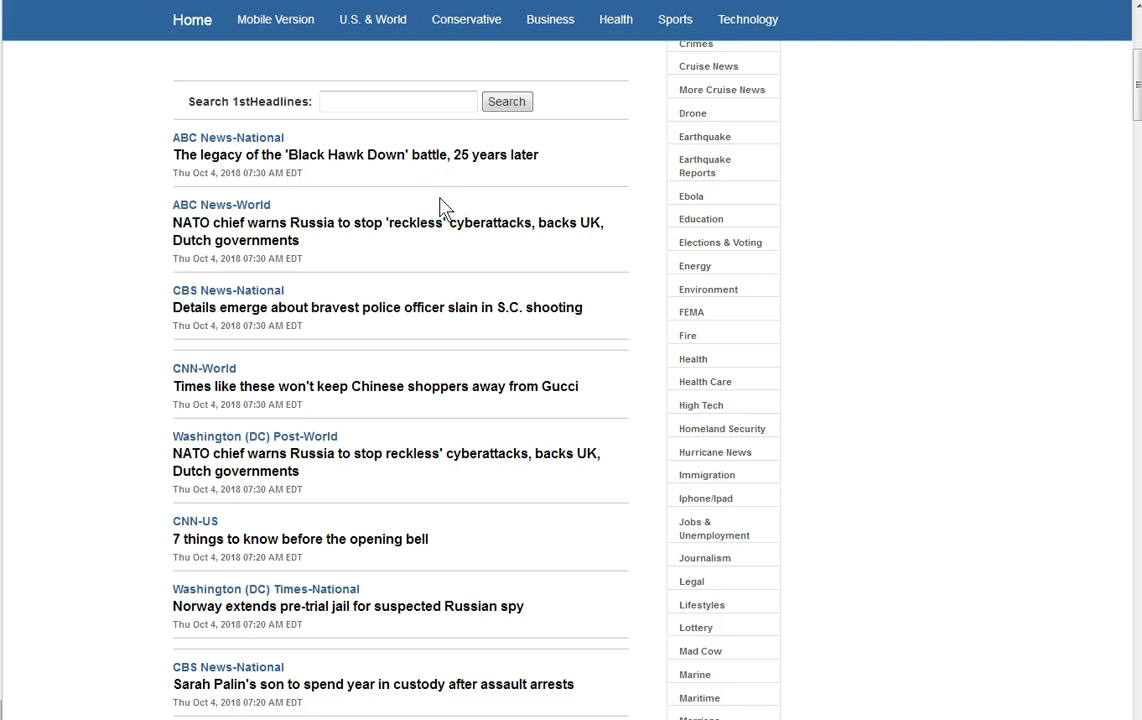 Home Mobile Version U.S. & World Conservative Business Health Sports Technology
Search 1stHeadlines: Search
ABC News-National
The legacy of the 'Black Hawk Down' battle, 25 years later
Thu Oct 4, 2018 07:30 AM EDT
ABC News-World
NATO chief warns Russia to stop 'reckless' cyberattacks, backs UK,
Dutch governments
Thu Oct 4, 2018 07:30 AM EDT
CBS News-National
Details emerge about bravest police officer slain in S.C. shooting
Thu Oct 4, 2018 07:30 AM EDT
CNN-World
Times like these won't keep Chinese shoppers away from Gucci
Thu Oct 4, 2018 07:30 AM EDT
Washington (DC) Post-World
NATO chief warns Russia to stop reckless' cyberattacks, backs UK,
Dutch governments
Thu Oct 4, 2018 07:30 AM EDT
CNN-US
7 things to know before the opening bell
Thu Oct 4, 2018 07:20 AM EDT
Washington (DC) Times-National
Norway extends pre-trial jail for suspected Russian spy
Thu Oct 4, 2018 07:20 AM EDT
CBS News-National
Sarah Palin's son to spend year in custody after assault arrests
Thu Oct 4, 2018 07:20 AM EDT
Crimes
Cruise News
More Cruise News
Drone
Earthquake
Earthquake
Reports
Ebola
Education
Elections & Voting
Energy
Environment
FEMA
Fire
Health
Health Care
High Tech
Homeland Security
Hurricane News
Immigration
Iphone/Ipad
Jobs &
Unemployment
Journalism
Legal
Lifestyles
Lottery
Mad Cow
Marine
Maritime